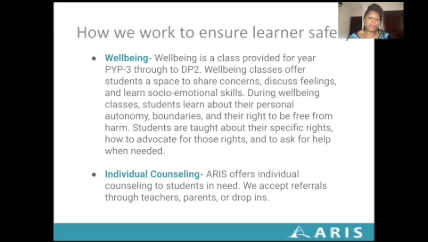 How we work to ensure learner safe
Wellbeing- Wellbeing is a class provided for year
PYP-3 through to DP2. Wellbeing classes offer
students a space to share concerns, discuss feelings,
and learn socio-emotional skills. During wellbeing
classes, students learn about their personal
autonomy, boundaries, and their right to be free from
harm. Students are taught about their specific rights,
how to advocate for those rights, and to ask for help
when needed.
Individual Counseling- ARIS offers individual
counseling to students in need. We accept referrals
through teachers, parents, or drop ins.
ARIS